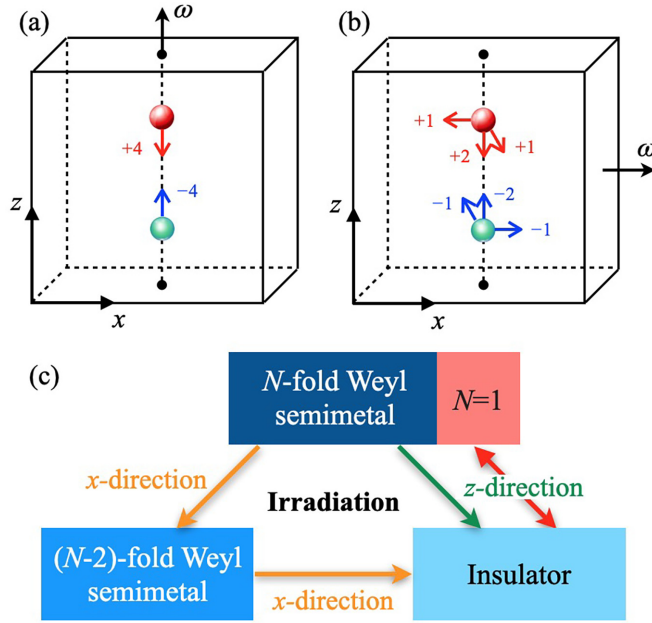 (a)
ω
+4
−4
z
x
(b)
+1
+2
+1
ω
−1
−2
−1
z
x
(c)
N-fold Weyl
semimetal
N=1
x-direction
Irradiation
z-direction
(N-2)-fold Weyl
semimetal
x-direction
Insulator